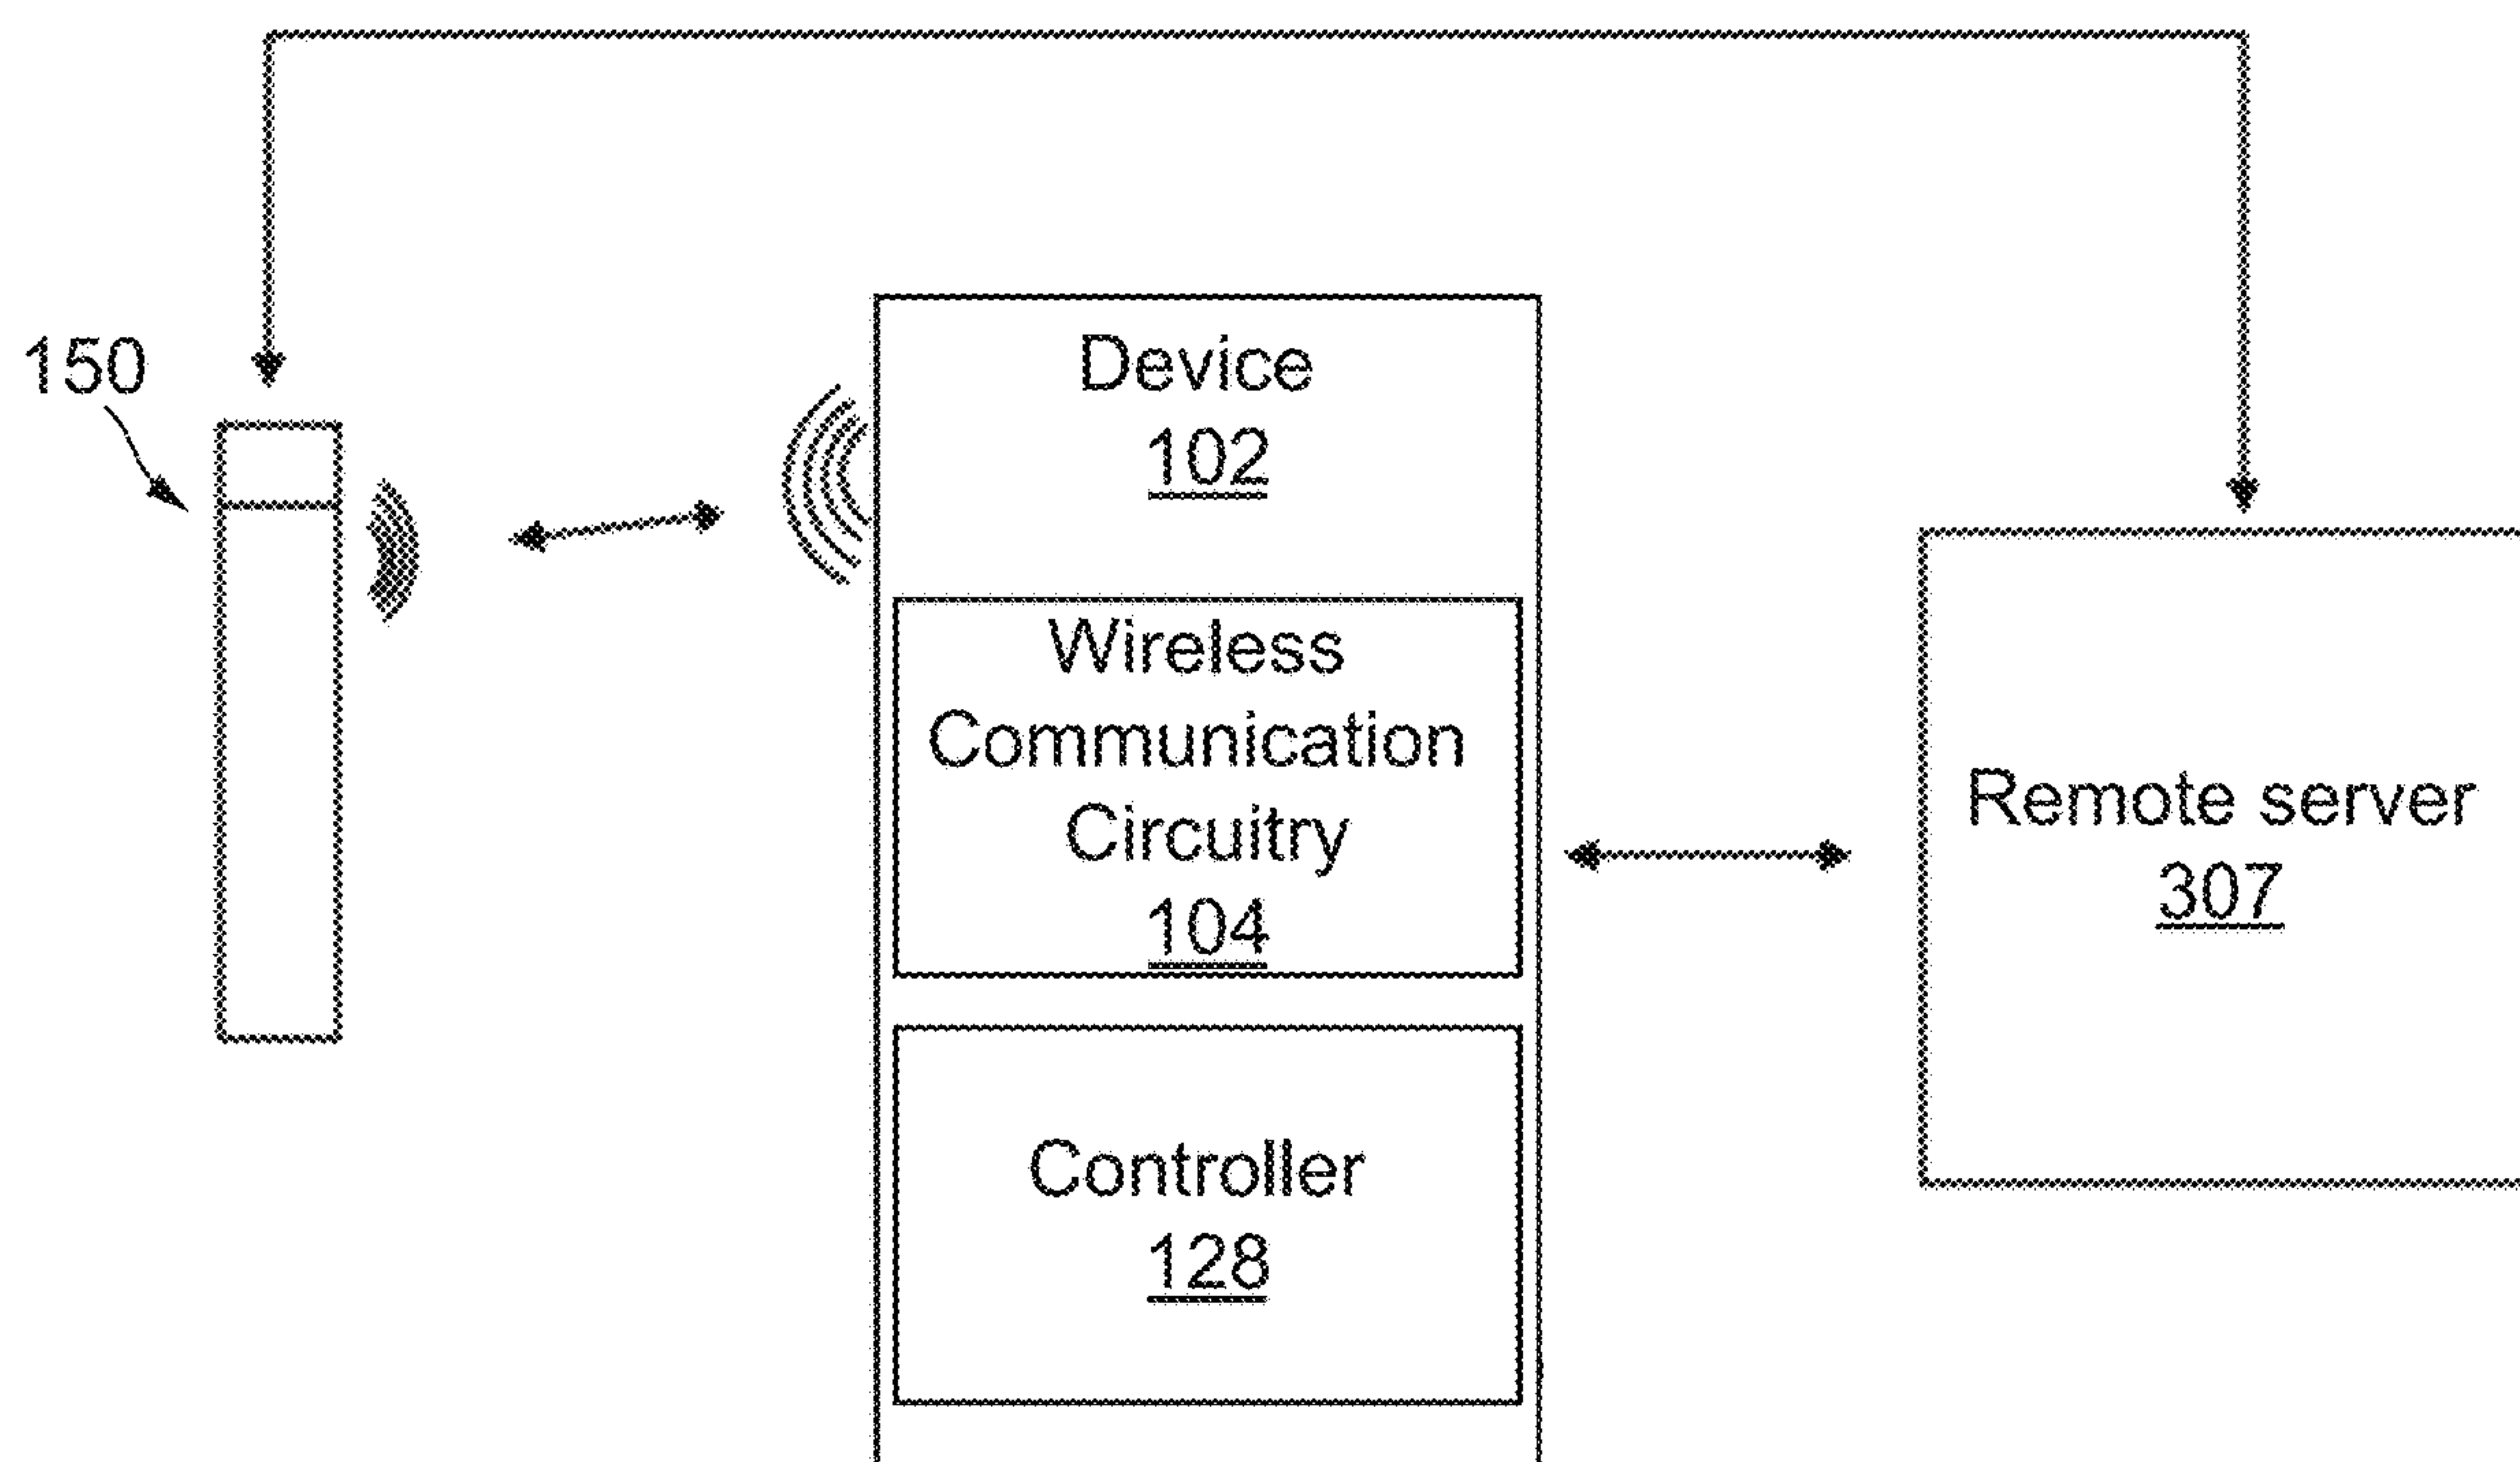 150
Device
102
Wireless
Communication
Circuitry
104
Controller
128
Remote server
307